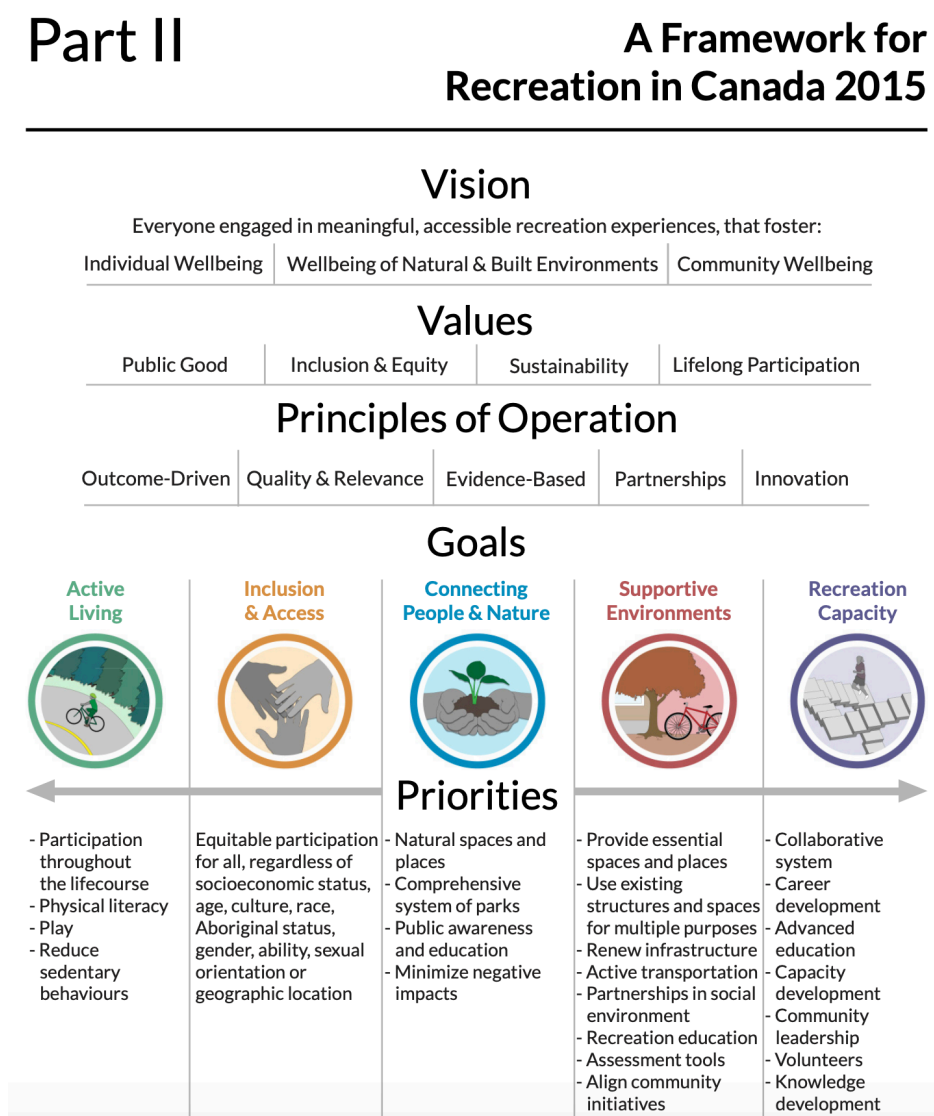 Part II
A Framework for
Recreation in Canada 2015
Vision
Everyone engaged in meaningful, accessible recreation experiences, that foster:
Individual Wellbeing
Wellbeing of Natural & Built Environments
Community Wellbeing
Values
Public Good
Inclusion & Equity
Sustainability
Lifelong Participation
Principles of Operation
Outcome-Driven
Quality & Relevance
Evidence-Based
Partnerships
Innovation
Goals
Active
Living
Inclusion
& Access
Connecting
People & Nature
Supportive
Environments
Recreation
Capacity
Priorities
- Participation
throughout
the lifecourse
- Physical literacy
- Play
- Reduce
sedentary
behaviours
Equitable participation
for all, regardless of
socioeconomic status,
age, culture, race,
Aboriginal status,
gender, ability, sexual
orientation or
geographic location
- Natural spaces and
places
- Comprehensive
system of parks
- Public awareness
and education
- Minimize negative
impacts
- Provide essential
spaces and places
- Use existing
structures and spaces
for multiple purposes
- Renew infrastructure
- Active transportation
- Partnerships in social
environment
- Recreation education
- Assessment tools
- Align community
initiatives
- Collaborative
system
- Career
development
- Advanced
education
- Capacity
development
- Community
leadership
- Volunteers
- Knowledge
development